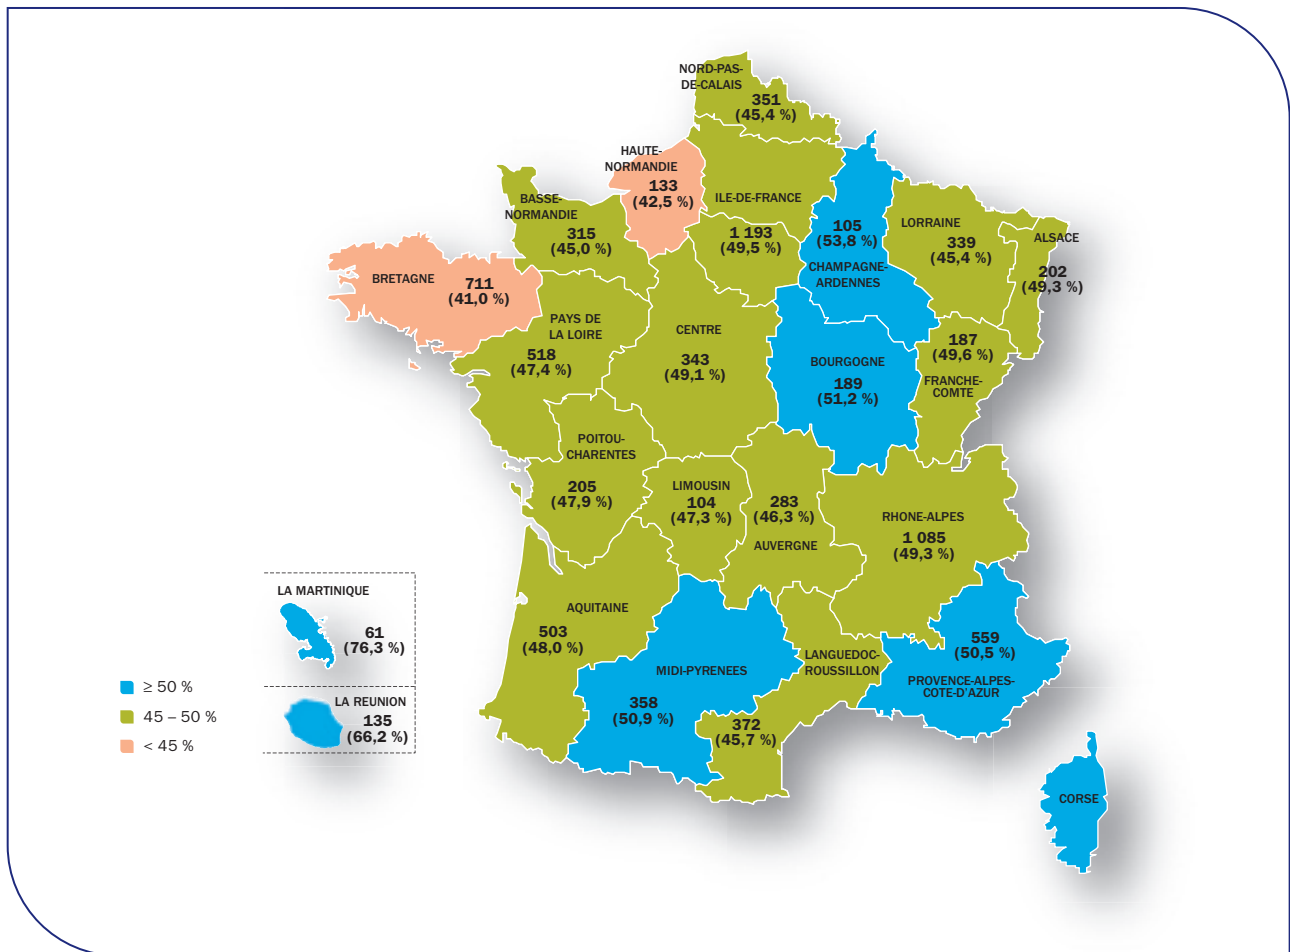 NORD-PAS-
DE-CALAIS
351
(45,4 %)
HAUTE-
NORMANDIE
133
(42,5 %)
ILE-DE-FRANCE
1 193
(49,5 %)
BASSE-
NORMANDIE
315
(45,0 %)
105
(53,8 %)
CHAMPAGNE-
ARDENNES
LORRAINE
339
(45,4 %)
ALSACE
202
(49,3 %)
BRETAGNE
711
(41,0 %)
PAYS DE
LA LOIRE
518
(47,4 %)
CENTRE
343
(49,1 %)
BOURGOGNE
189
(51,2 %)
187
(49,6 %)
FRANCHE-
COMTE
POITOU-
CHARENTES
205
(47,9 %)
LIMOUSIN
104
(47,3 %)
283
(46,3 %)
AUVERGNE
RHONE-ALPES
1 085
(49,3 %)
AQUITAINE
503
(48,0 %)
MIDI-PYRENEES
358
(50,9 %)
LANGUEDOC-
ROUSSILLON
372
(45,7 %)
559
(50,5 %)
PROVENCE-ALPES-
COTE-D'AZUR
CORSE
LA MARTINIQUE
61
(76,3 %)
LA REUNION
135
(66,2 %)
≥ 50 %
45 – 50 %
< 45 %